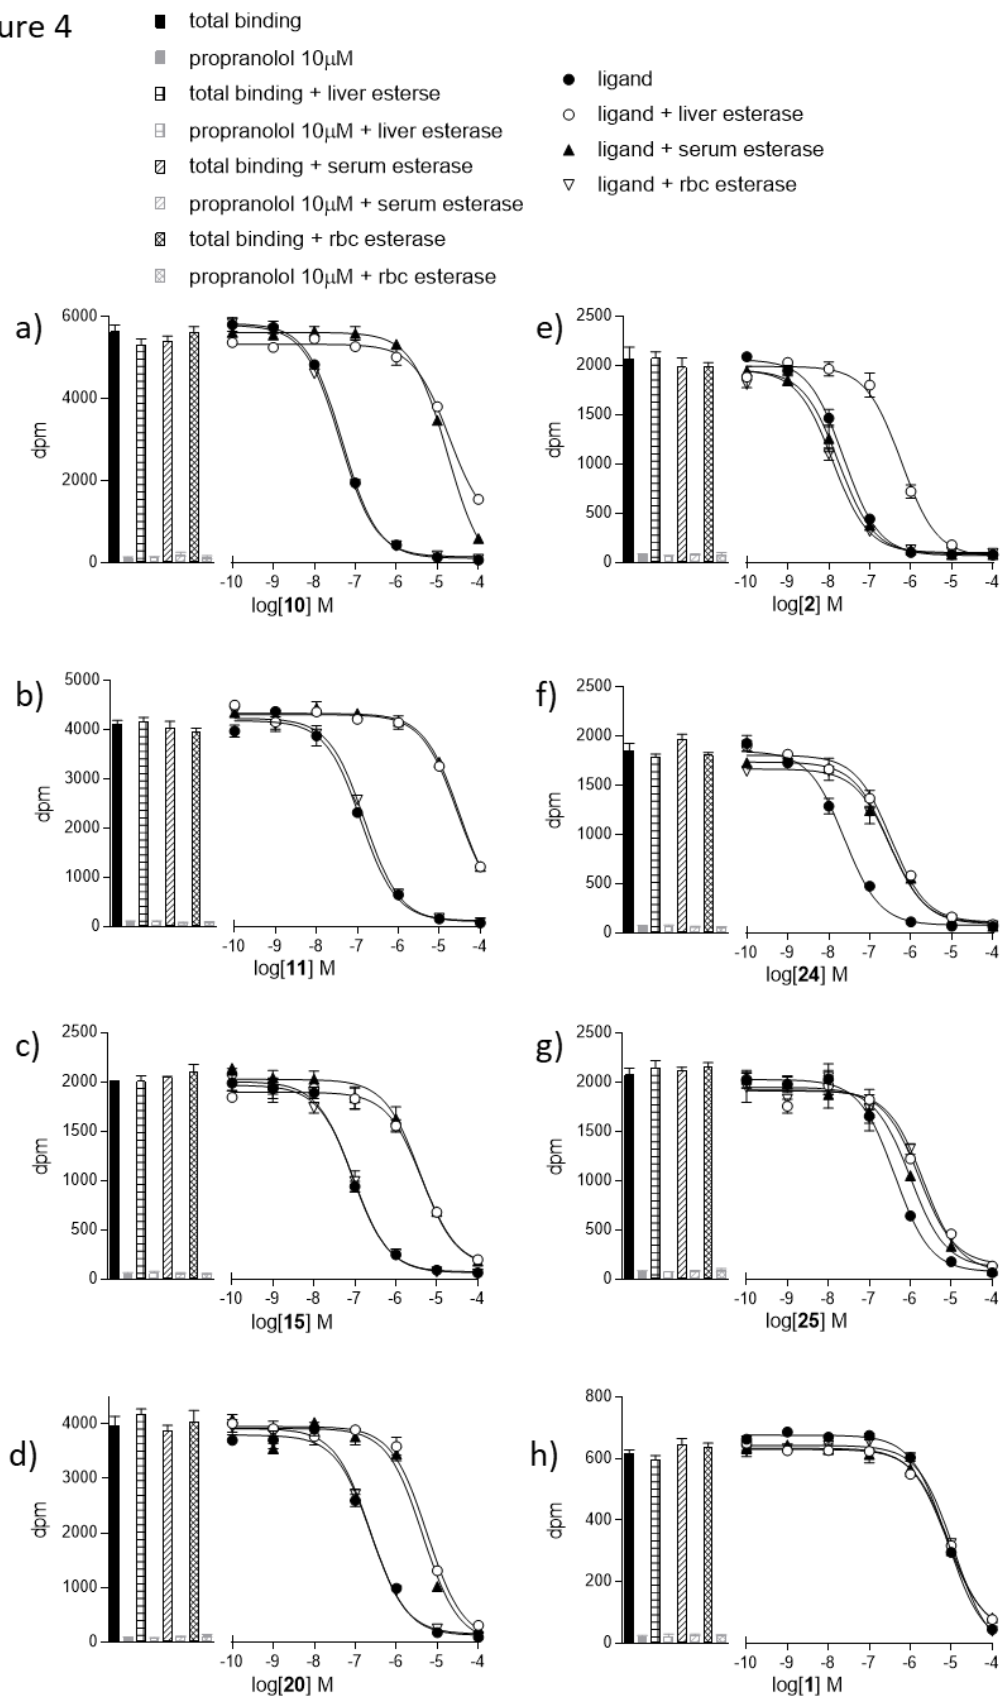 ure 4
total binding
propranolol 10µM
total binding + liver esterse
propranolol 10µM + liver esterase
total binding + serum esterase
propranolol 10µM + serum esterase
total binding + rbc esterase
propranolol 10µM + rbc esterase
ligand
ligand + liver esterase
ligand + serum esterase
ligand + rbc esterase
a)
6000
4000
2000
0
dpm
-10 -9 -8 -7 -6 -5 -4
log[10] M
e)
2500
2000
1500
1000
500
0
dpm
-10 -9 -8 -7 -6 -5 -4
log[2] M
b)
5000
4000
3000
2000
1000
0
dpm
-10 -9 -8 -7 -6 -5 -4
log[11] M
f)
2500
2000
1500
1000
500
0
dpm
-10 -9 -8 -7 -6 -5 -4
log[24] M
c)
2500
2000
1500
1000
500
0
dpm
-10 -9 -8 -7 -6 -5 -4
log[15] M
g)
2500
2000
1500
1000
500
0
dpm
-10 -9 -8 -7 -6 -5 -4
log[25] M
d)
4000
3000
2000
1000
0
dpm
-10 -9 -8 -7 -6 -5 -4
log[20] M
h)
800
600
400
200
0
dpm
-10 -9 -8 -7 -6 -5 -4
log[1] M